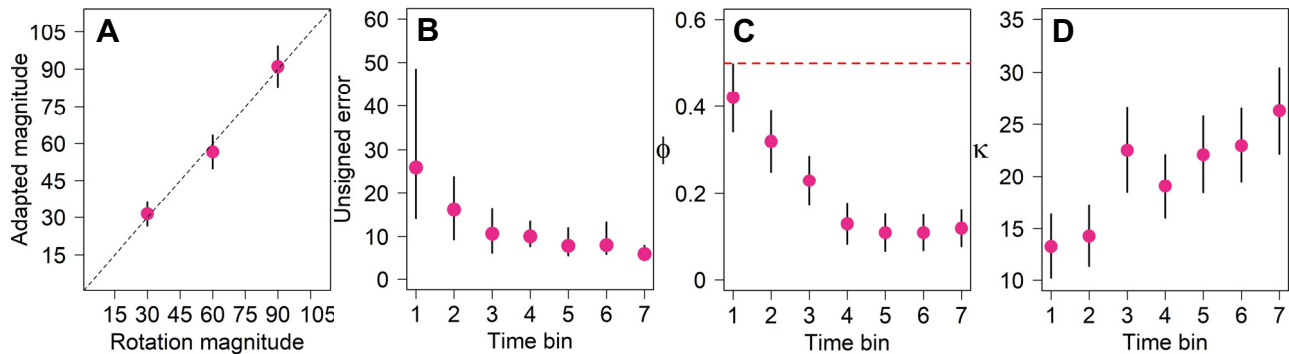 A
Adapted magnitude
105
90
75
60
45
30
15
15 30 45 60 75 90 105
Rotation magnitude
B
Unsigned error
60
50
40
30
20
10
0
1 2 3 4 5 6 7
Time bin
C
ϕ
0.6
0.4
0.2
0
1 2 3 4 5 6 7
Time bin
D
κ
35
30
25
20
15
10
1 2 3 4 5 6 7
Time bin